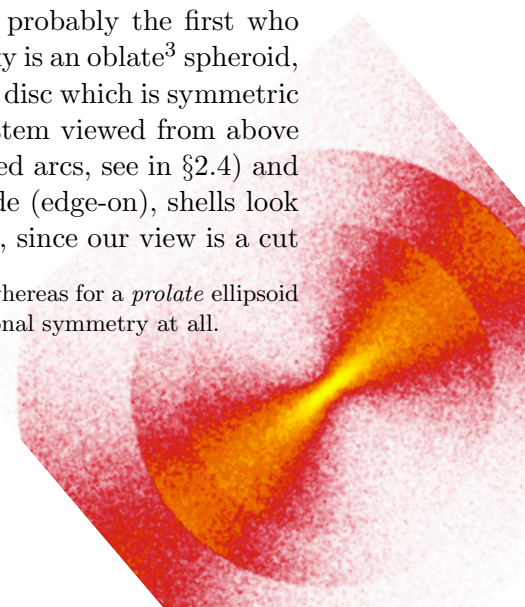 probably the first who
y is an oblate³ spheroid,
disc which is symmetric
stem viewed from above
ed arcs, see in §2.4) and
de (edge-on), shells look
, since our view is a cut
whereas for a prolate ellipsoid
onal symmetry at all.